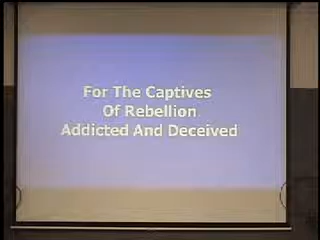 For The Captives
Of Rebellion
Addicted And Deceived